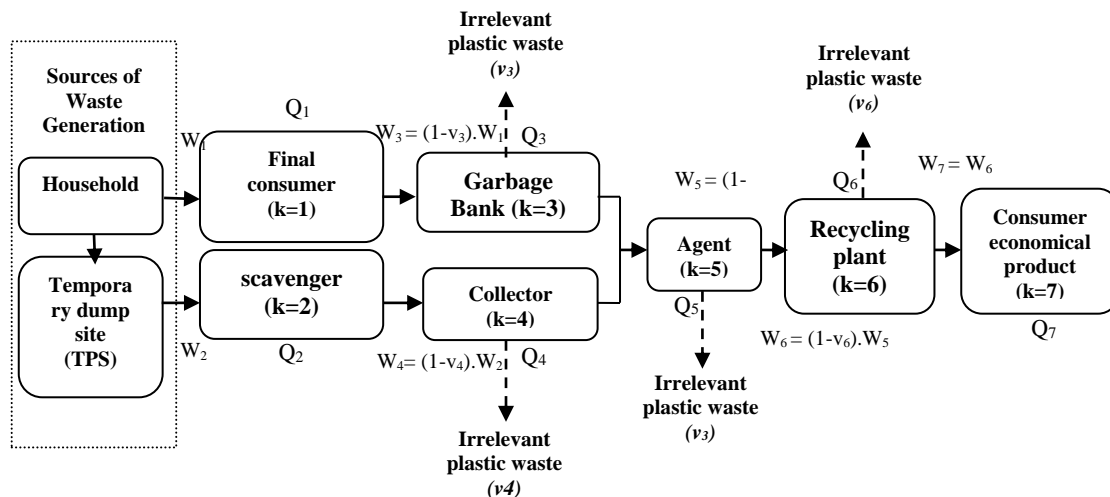 Sources of
Waste
Generation
Household
Tempora
ry dump
site
(TPS)
W1
W2
Q1
Final
consumer
(k=1)
scavenger
(k=2)
Q2
Irrelevant
plastic waste
(v3)
W3 = (1-v3).W1
Q3
Garbage
Bank (k=3)
Collector
(k=4)
W4= (1-v4).W2
Q4
Irrelevant
plastic waste
(v4)
W5 = (1-
Agent
(k=5)
Q5
Irrelevant
plastic waste
(v3)
Irrelevant
plastic waste
(v6)
Q6
Recycling
plant
(k=6)
W6 = (1-v6).W5
W7 = W6
Consumer
economical
product
(k=7)
Q7